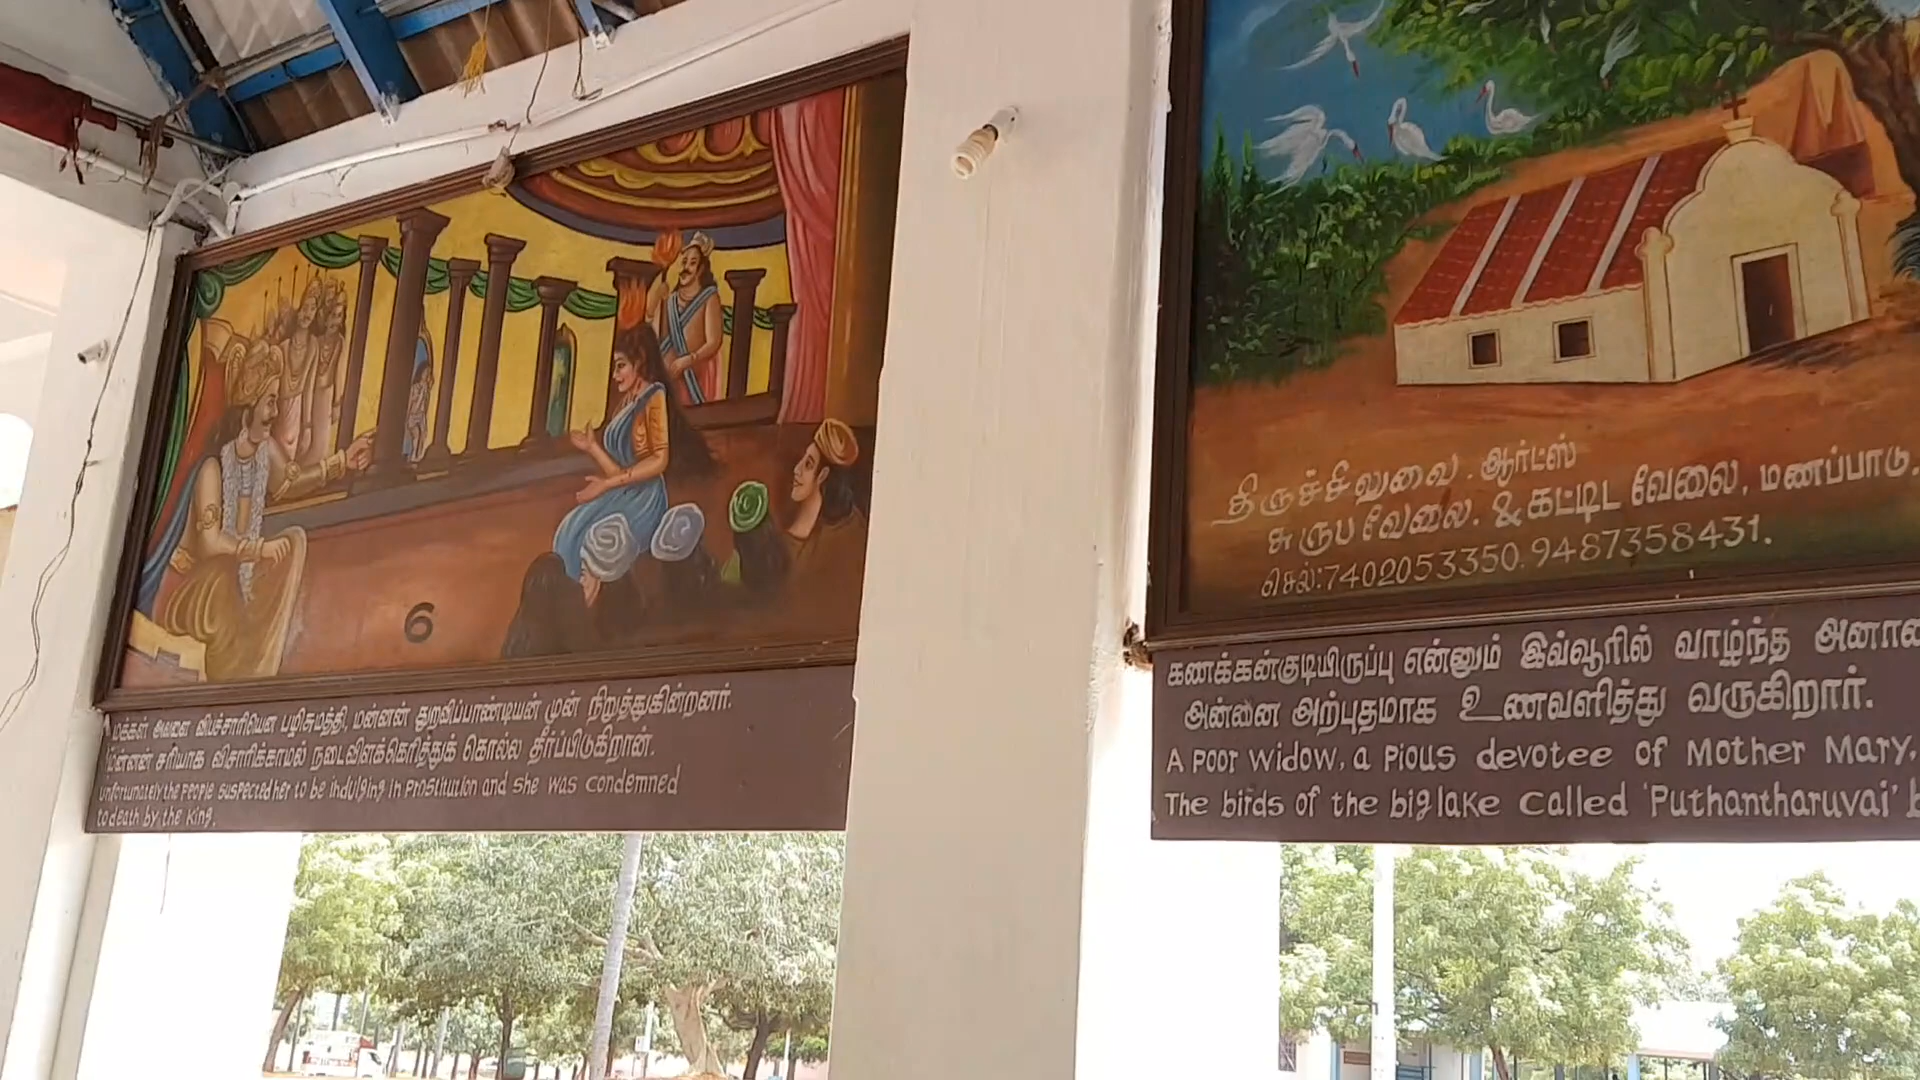 6
மக்கள் அவளை விபச்சாரியென பழிசுமத்தி, மன்னன் துறவிப்பாண்டியன் முன் நிறுத்துகின்றனர்.
மன்னன் சரியாக விசாரிக்காமல் நடைவிளக்கெரித்துக் கொல்ல தீர்ப்பிடுகிறான்.
Unfortunately the People suspected her to be indulging in Prostitution and she was condemned
to death by the King.
திருச்சிலுவை. ஆர்ட்ஸ்
சுருப வேலை. & கட்டிட வேலை, மணப்பாடு.
செல்:7402053350. 9487358431.
கணக்கன்குடியிருப்பு என்னும் இவ்வூரில் வாழ்ந்த
அன்னை அற்புதமாக உணவளித்து வருகிறார்.
A Poor Widow, a Pious devotee of Mother Mary,
The birds of the big lake called 'Puthantharuvai'